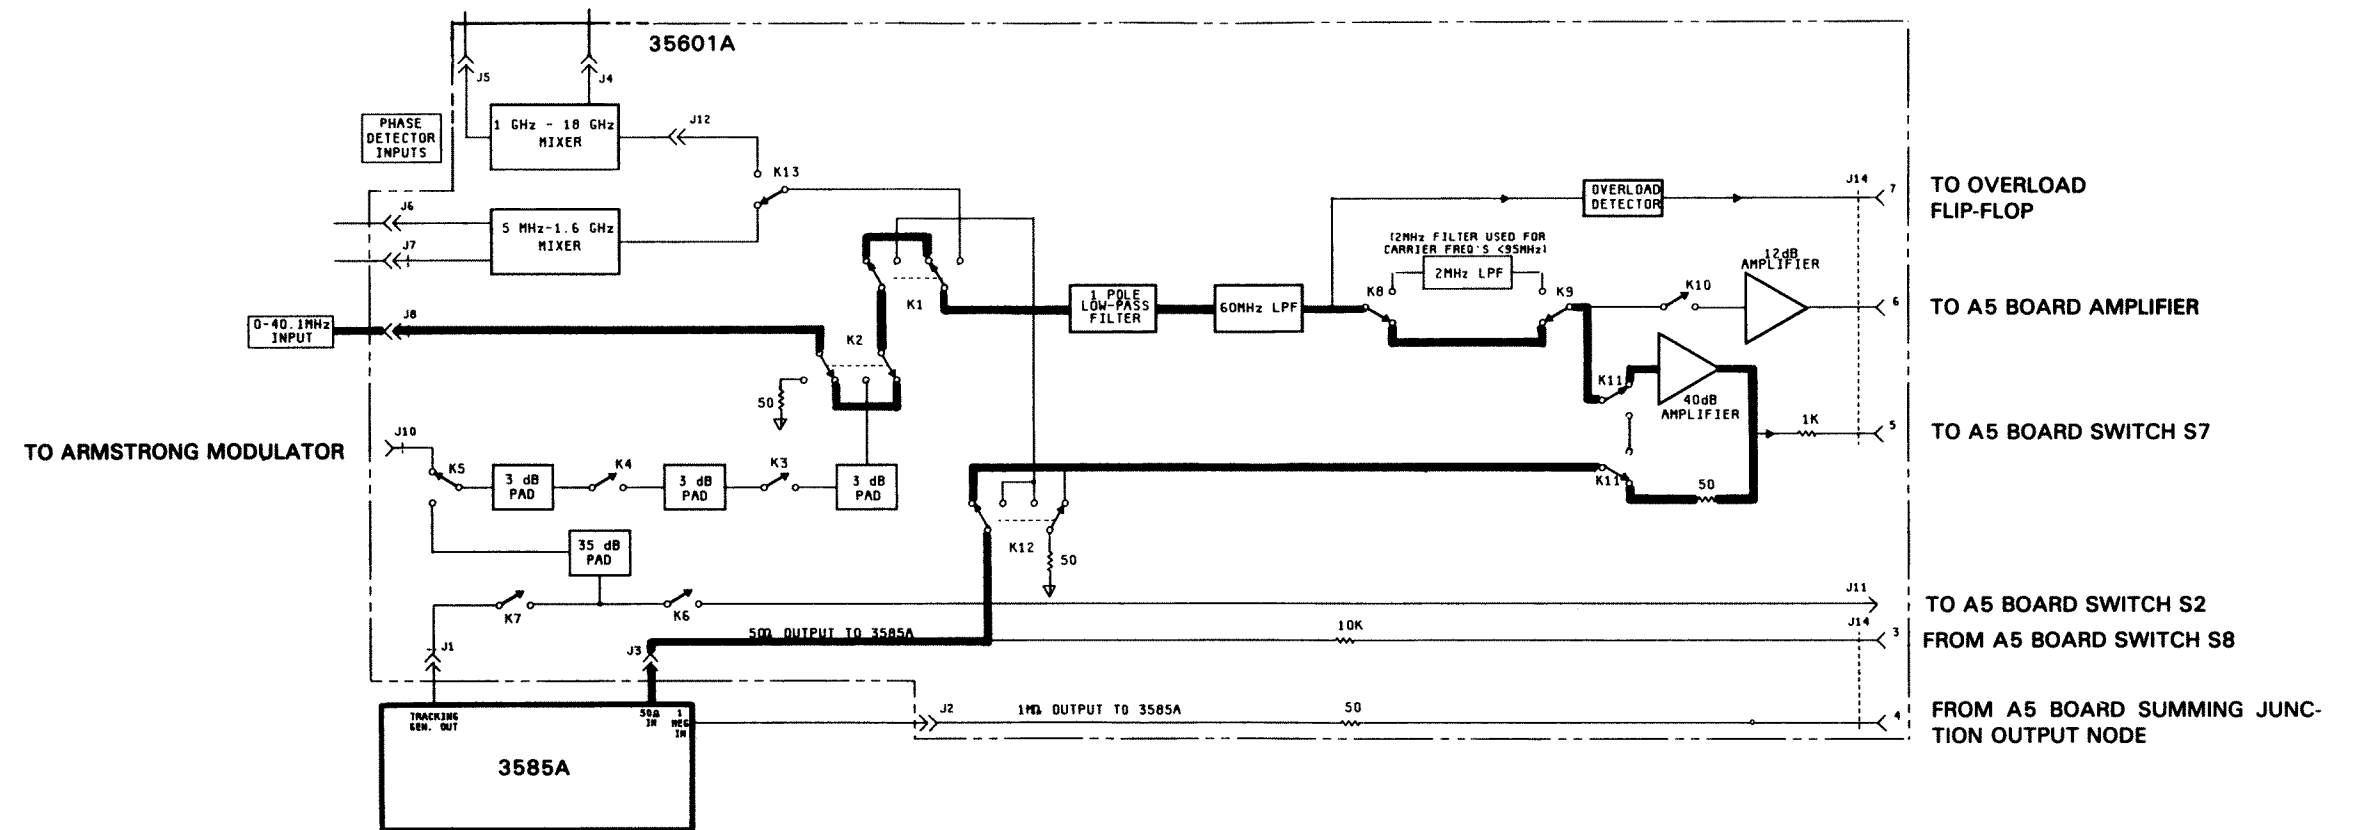 35601A
J5
J4
PHASE
DETECTOR
INPUTS
1 GHz - 18 GHz
MIXER
J12
K13
J6
J7
5 MHz-1.6 GHz
MIXER
J14
7
TO OVERLOAD
FLIP-FLOP
OVERLOAD
DETECTOR
(2MHz FILTER USED FOR
CARRIER FREQ'S <95MHz)
2MHz LPF
12dB
AMPLIFIER
K1
K8
K9
K10
1 POLE
LOW-PASS
FILTER
60MHz LPF
6
TO A5 BOARD AMPLIFIER
0-40.1MHz
INPUT
J8
K2
K11
40dB
AMPLIFIER
50
1K
5
TO A5 BOARD SWITCH S7
TO ARMSTRONG MODULATOR
J10
K5
3 dB
PAD
K4
3 dB
PAD
K3
3 dB
PAD
K11
50
35 dB
PAD
K12
50
K7
K6
J11
TO A5 BOARD SWITCH S2
50Ω OUTPUT TO 3585A
10K
J14
3
FROM A5 BOARD SWITCH S8
J1
J3
TRACKING
GEN. OUT
50Ω
IN
1
MEG
IN
J2
1MΩ OUTPUT TO 3585A
50
4
FROM A5 BOARD SUMMING JUNC-
TION OUTPUT NODE
3585A